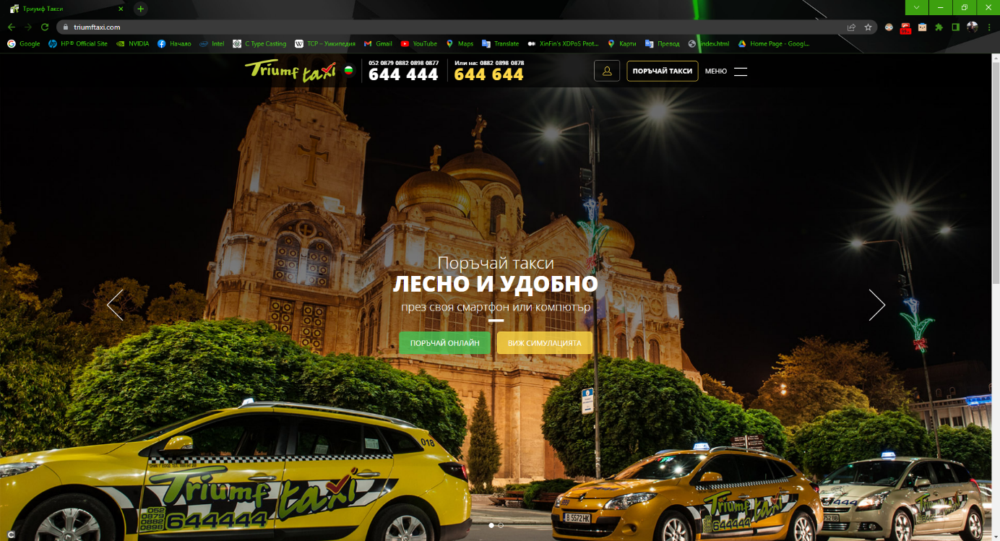 Триумф Такси
triumftaxi.com
Google HP® Official Site NVIDIA Начало Intel C Type Casting TCP – Уикипедия Gmail YouTube Maps Translate XinFin's XDPoS Prot... Карти Превод index.html Home Page - Googl...
Triumf taxi
052 0879 0882 0898 0877
644 444
Или на: 0882 0898 0878
644 644
ПОРЪЧАЙ ТАКСИ
МЕНЮ
Поръчай такси
ЛЕСНО И УДОБНО
през своя смартфон или компютър
ПОРЪЧАЙ ОНЛАЙН
ВИЖ СИМУЛАЦИЯТА
018
Triumf taxi
052
0879
0882
0898
644444
Triumf taxi
644444
B 5572 HK
Triumf taxi